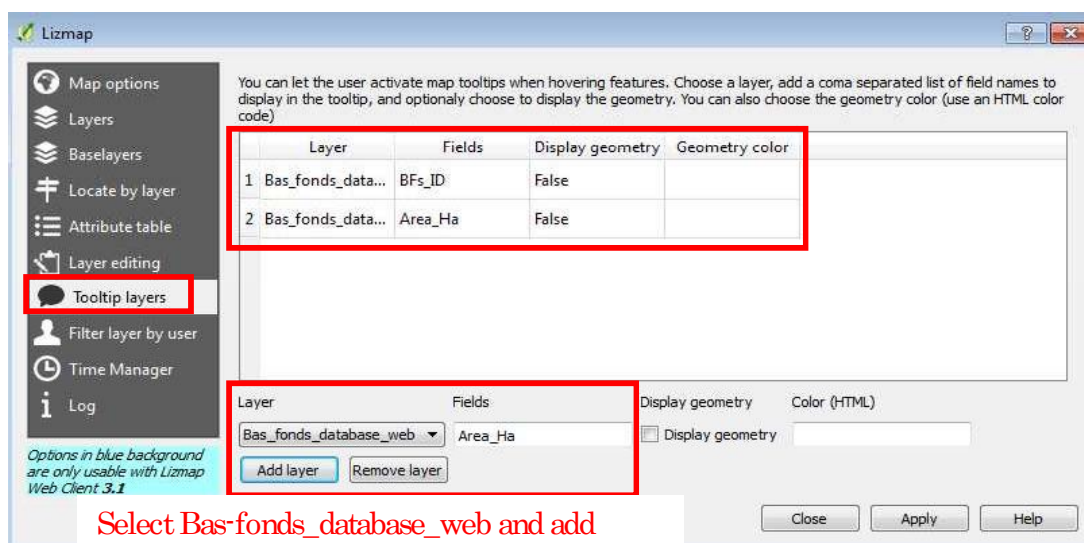 Lizmap
?
Map options
Layers
Baselayers
Locate by layer
Attribute table
Layer editing
Tooltip layers
Filter layer by user
Time Manager
Log
Options in blue background
are only usable with Lizmap
Web Client 3.1
You can let the user activate map tooltips when hovering features. Choose a layer, add a coma separated list of field names to
display in the tooltip, and optionaly choose to display the geometry. You can also choose the geometry color (use an HTML color
code)
Layer Fields Display geometry Geometry color
1 Bas_fonds_data... BFs_ID False
2 Bas_fonds_data... Area_Ha False
Layer Fields Display geometry Color (HTML)
Bas_fonds_database_web Area_Ha Display geometry
Add layer Remove layer
Select Bas-fonds_database_web and add
Close Apply Help